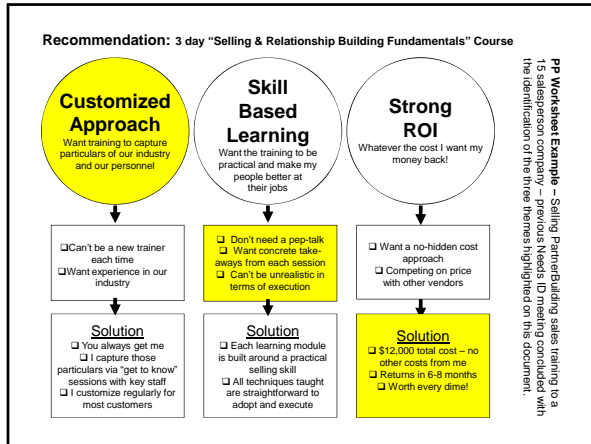 Recommendation: 3 day “Selling & Relationship Building Fundamentals” Course
Customized
Approach
Want training to capture
particulars of our industry
and our personnel
Skill
Based
Learning
Want the training to be
practical and make my
people better at
their jobs
Strong
ROI
Whatever the cost I want my
money back!
❑Can’t be a new trainer
each time
❑Want experience in our
industry
❑ Don’t need a pep-talk
❑ Want concrete take-
aways from each session
❑ Can’t be unrealistic in
terms of execution
❑ Want a no-hidden cost
approach
❑ Competing on price
with other vendors
Solution
❑ You always get me
❑ I capture those
particulars via “get to know”
sessions with key staff
❑ I customize regularly for
most customers
Solution
❑ Each learning module
is built around a practical
selling skill
❑ All techniques taught
are straightforward to
adopt and execute
Solution
❑ $12,000 total cost – no
other costs from me
❑ Returns in 6-8 months
❑ Worth every dime!
PP Worksheet Example – Selling PartnerBuilding sales training to a
15 salesperson company – previous Needs ID meeting concluded with
the identification of the three themes highlighted on this document.